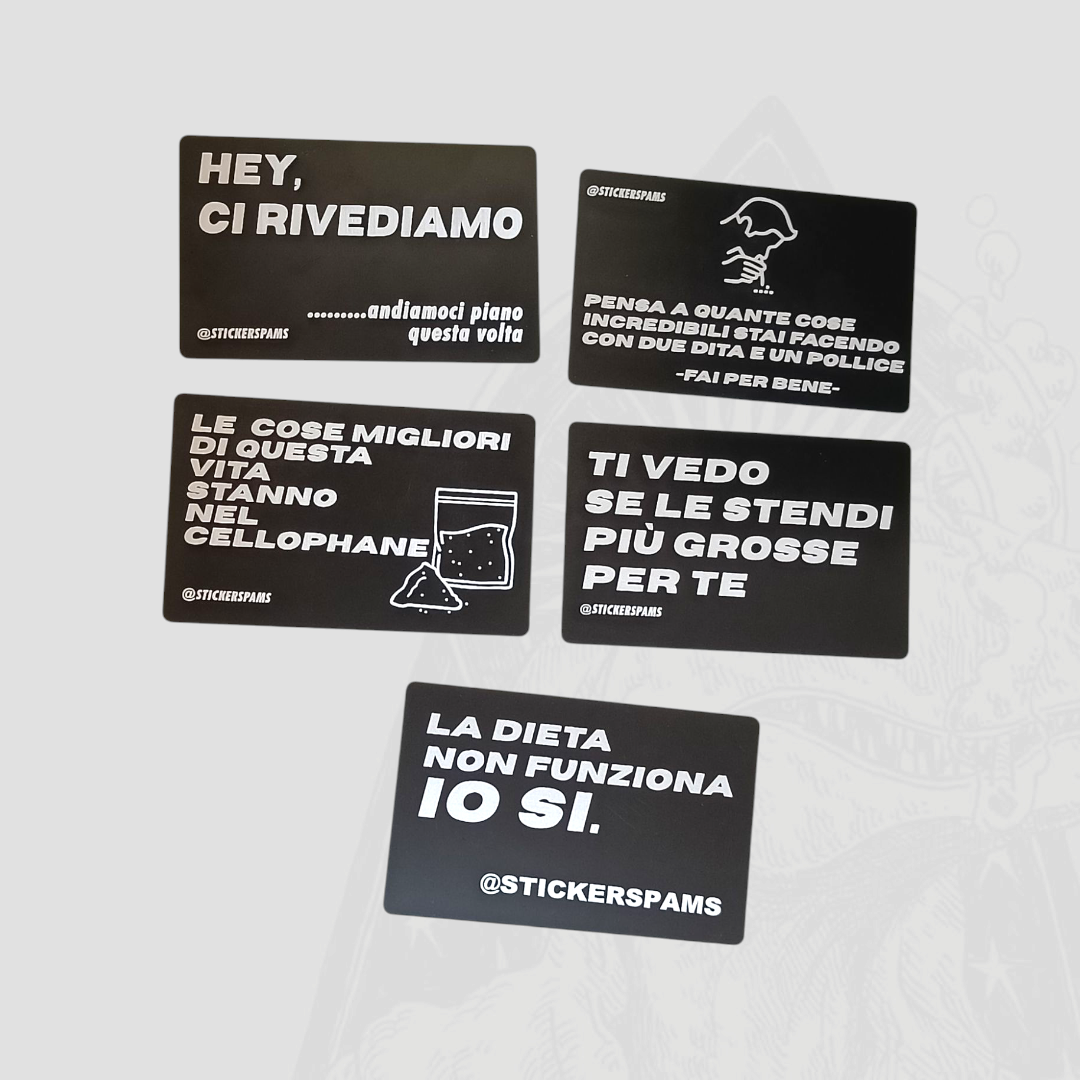 HEY,
CI RIVEDIAMO
.........andiamoci piano
questa volta
@STICKERSPAMS
@STICKERSPAMS
PENSA A QUANTE COSE
INCREDIBILI STAI FACENDO
CON DUE DITA E UN POLLICE
-FAI PER BENE-
LE COSE MIGLIORI
DI QUESTA
VITA
STANNO
NEL
CELLOPHANE
@STICKERSPAMS
TI VEDO
SE LE STENDI
PIÙ GROSSE
PER TE
@STICKERSPAMS
LA DIETA
NON FUNZIONA
IO SI.
@STICKERSPAMS